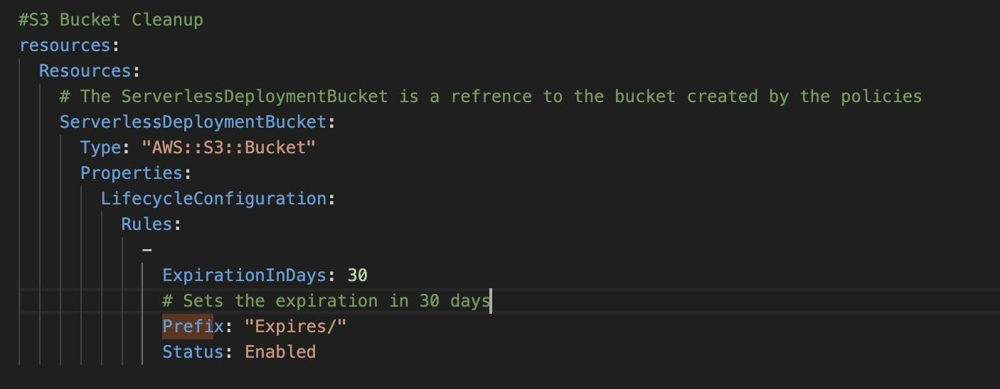 #S3 Bucket Cleanup
resources:
  Resources:
    # The ServerlessDeploymentBucket is a refrence to the bucket created by the policies
    ServerlessDeploymentBucket:
      Type: "AWS::S3::Bucket"
      Properties:
        LifecycleConfiguration:
          Rules:
            -
              ExpirationInDays: 30
              # Sets the expiration in 30 days
              Prefix: "Expires/"
              Status: Enabled